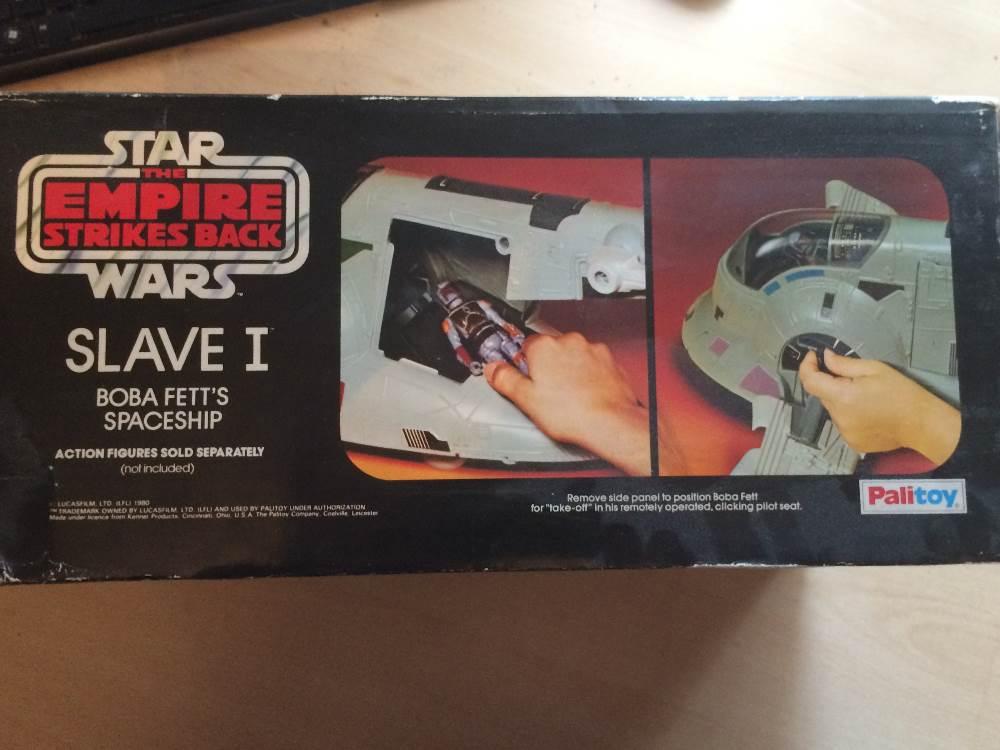 STAR
THE
EMPIRE
STRIKES BACK
WARS
SLAVE I
BOBA FETT'S
SPACESHIP
ACTION FIGURES SOLD SEPARATELY
(not included)
LUCASFILM, LTD. (LFL) 1980
™ TRADEMARK OWNED BY LUCASFILM, LTD. (LFL) AND USED BY PALITOY UNDER AUTHORIZATION
Made under licence from Kenner Products, Cincinnati, Ohio, U.S.A. The Palitoy Company, Coalville, Leicester
Remove side panel to position Boba Fett
for "take-off" in his remotely operated, clicking pilot seat.
Palitoy